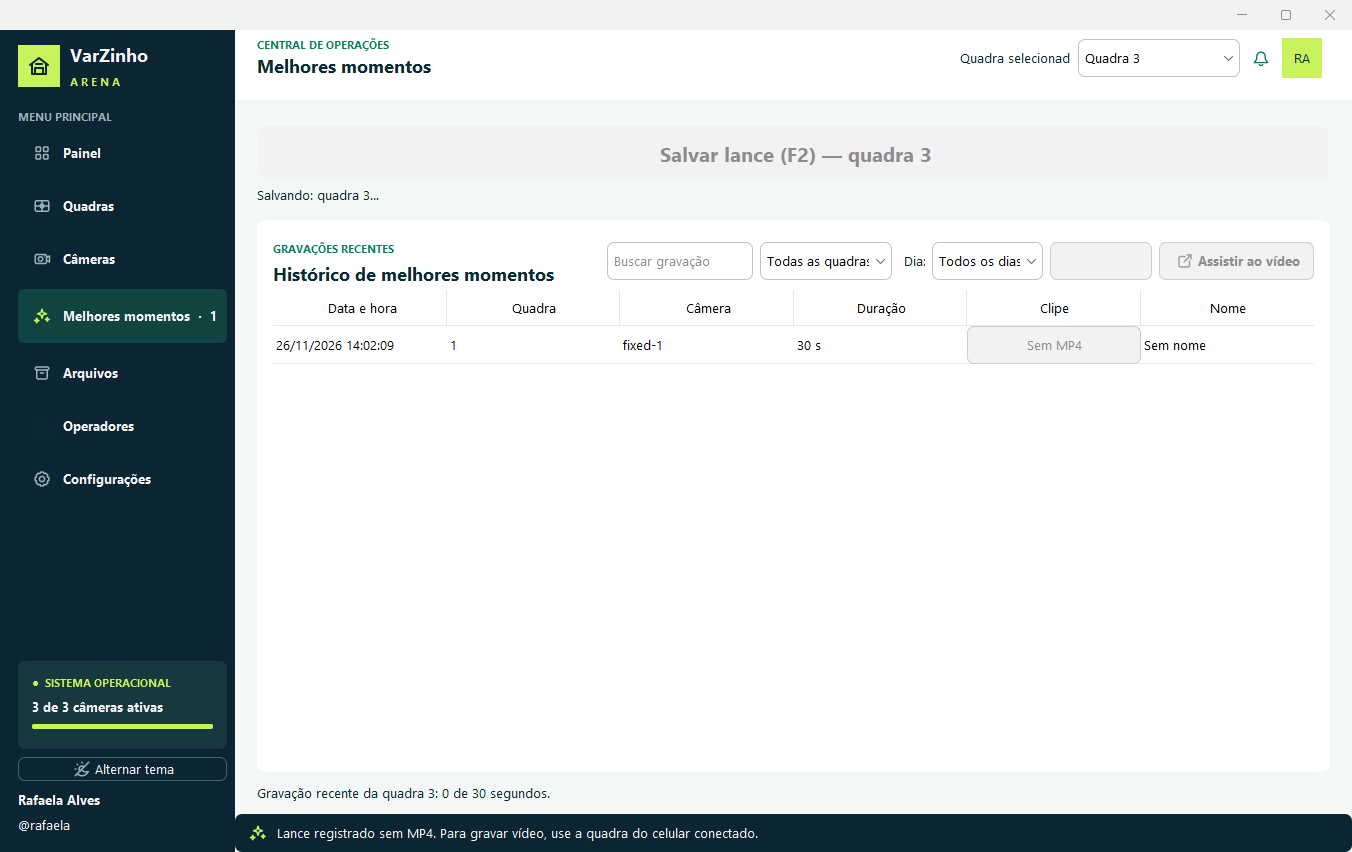 VarZinho
ARENA
MENU PRINCIPAL
Painel
Quadras
Câmeras
Melhores momentos · 1
Arquivos
Operadores
Configurações
● SISTEMA OPERACIONAL
3 de 3 câmeras ativas
Alternar tema
Rafaela Alves
@rafaela
CENTRAL DE OPERAÇÕES
Melhores momentos
Quadra selecionad
Quadra 3
RA
Salvar lance (F2) — quadra 3
Salvando: quadra 3...
GRAVAÇÕES RECENTES
Histórico de melhores momentos
Buscar gravação
Todas as quadras
Dia:
Todos os dias
Assistir ao vídeo
Data e hora Quadra Câmera Duração Clipe Nome
26/11/2026 14:02:09 1 fixed-1 30 s Sem MP4 Sem nome
Gravação recente da quadra 3: 0 de 30 segundos.
Lance registrado sem MP4. Para gravar vídeo, use a quadra do celular conectado.